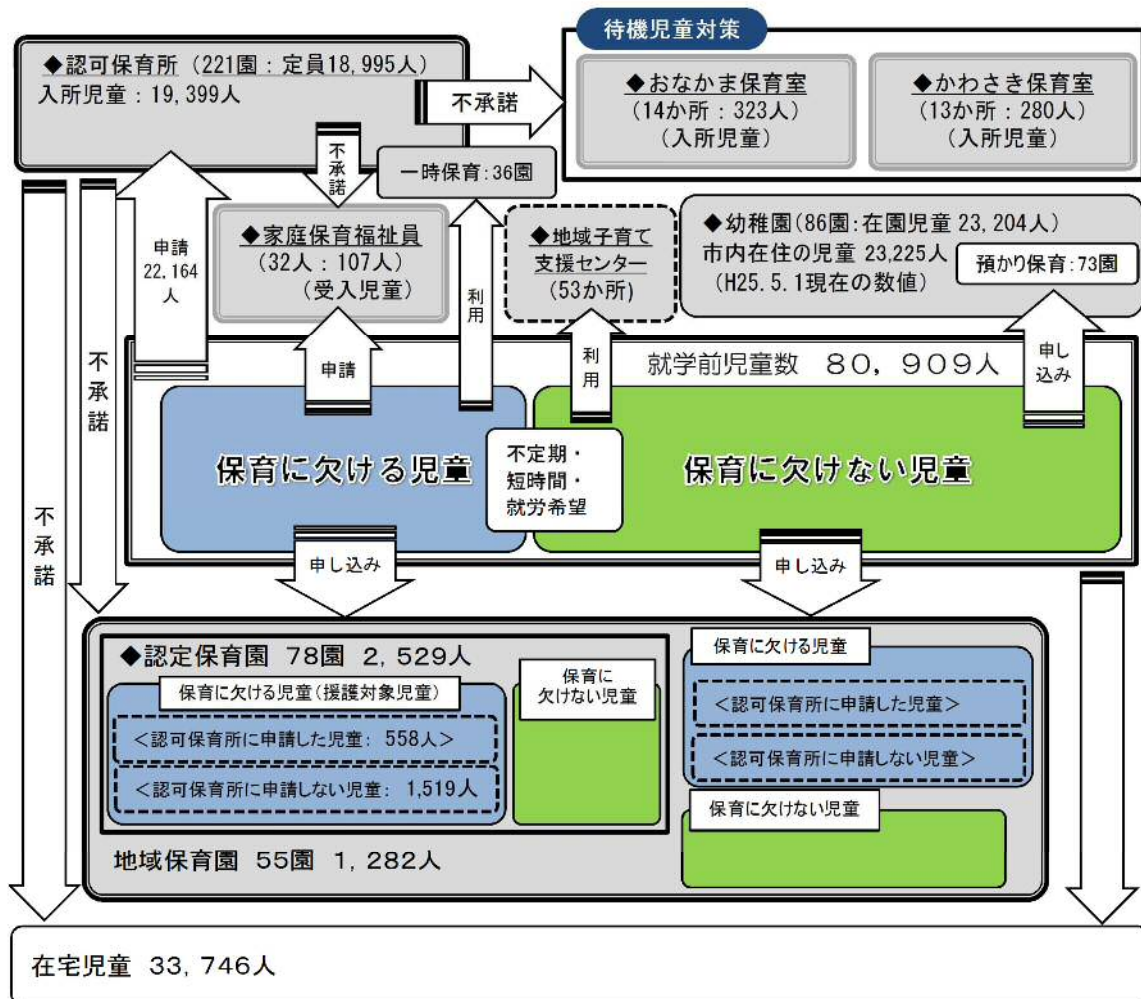 待機児童対策
◆認可保育所（221園：定員18,995人）
入所児童：19,399人
不承諾
◆おなかま保育室
（14か所：323人）
（入所児童）
◆かわさき保育室
（13か所：280人）
（入所児童）
不承諾
一時保育：36園
申請
22,164
人
◆家庭保育福祉員
（32人：107人）
（受入児童）
利用
◆地域子育て
支援センター
（53か所）
◆幼稚園（86園：在園児童 23,204人）
市内在住の児童 23,225人
（H25.5.1現在の数値）
預かり保育：73園
不承諾
不承諾
申請
利用
就学前児童数 80，909人
申し
込み
保育に欠ける児童
不定期・
短時間・
就労希望
保育に欠けない児童
申し込み
申し込み
◆認定保育園 78園 2，529人
保育に欠ける児童（援護対象児童）
＜認可保育所に申請した児童： 558人＞
＜認可保育所に申請しない児童： 1,519人
保育に
欠けない児童
保育に欠ける児童
＜認可保育所に申請した児童＞
＜認可保育所に申請しない児童＞
保育に欠けない児童
地域保育園 55園 1，282人
在宅児童 33，746人